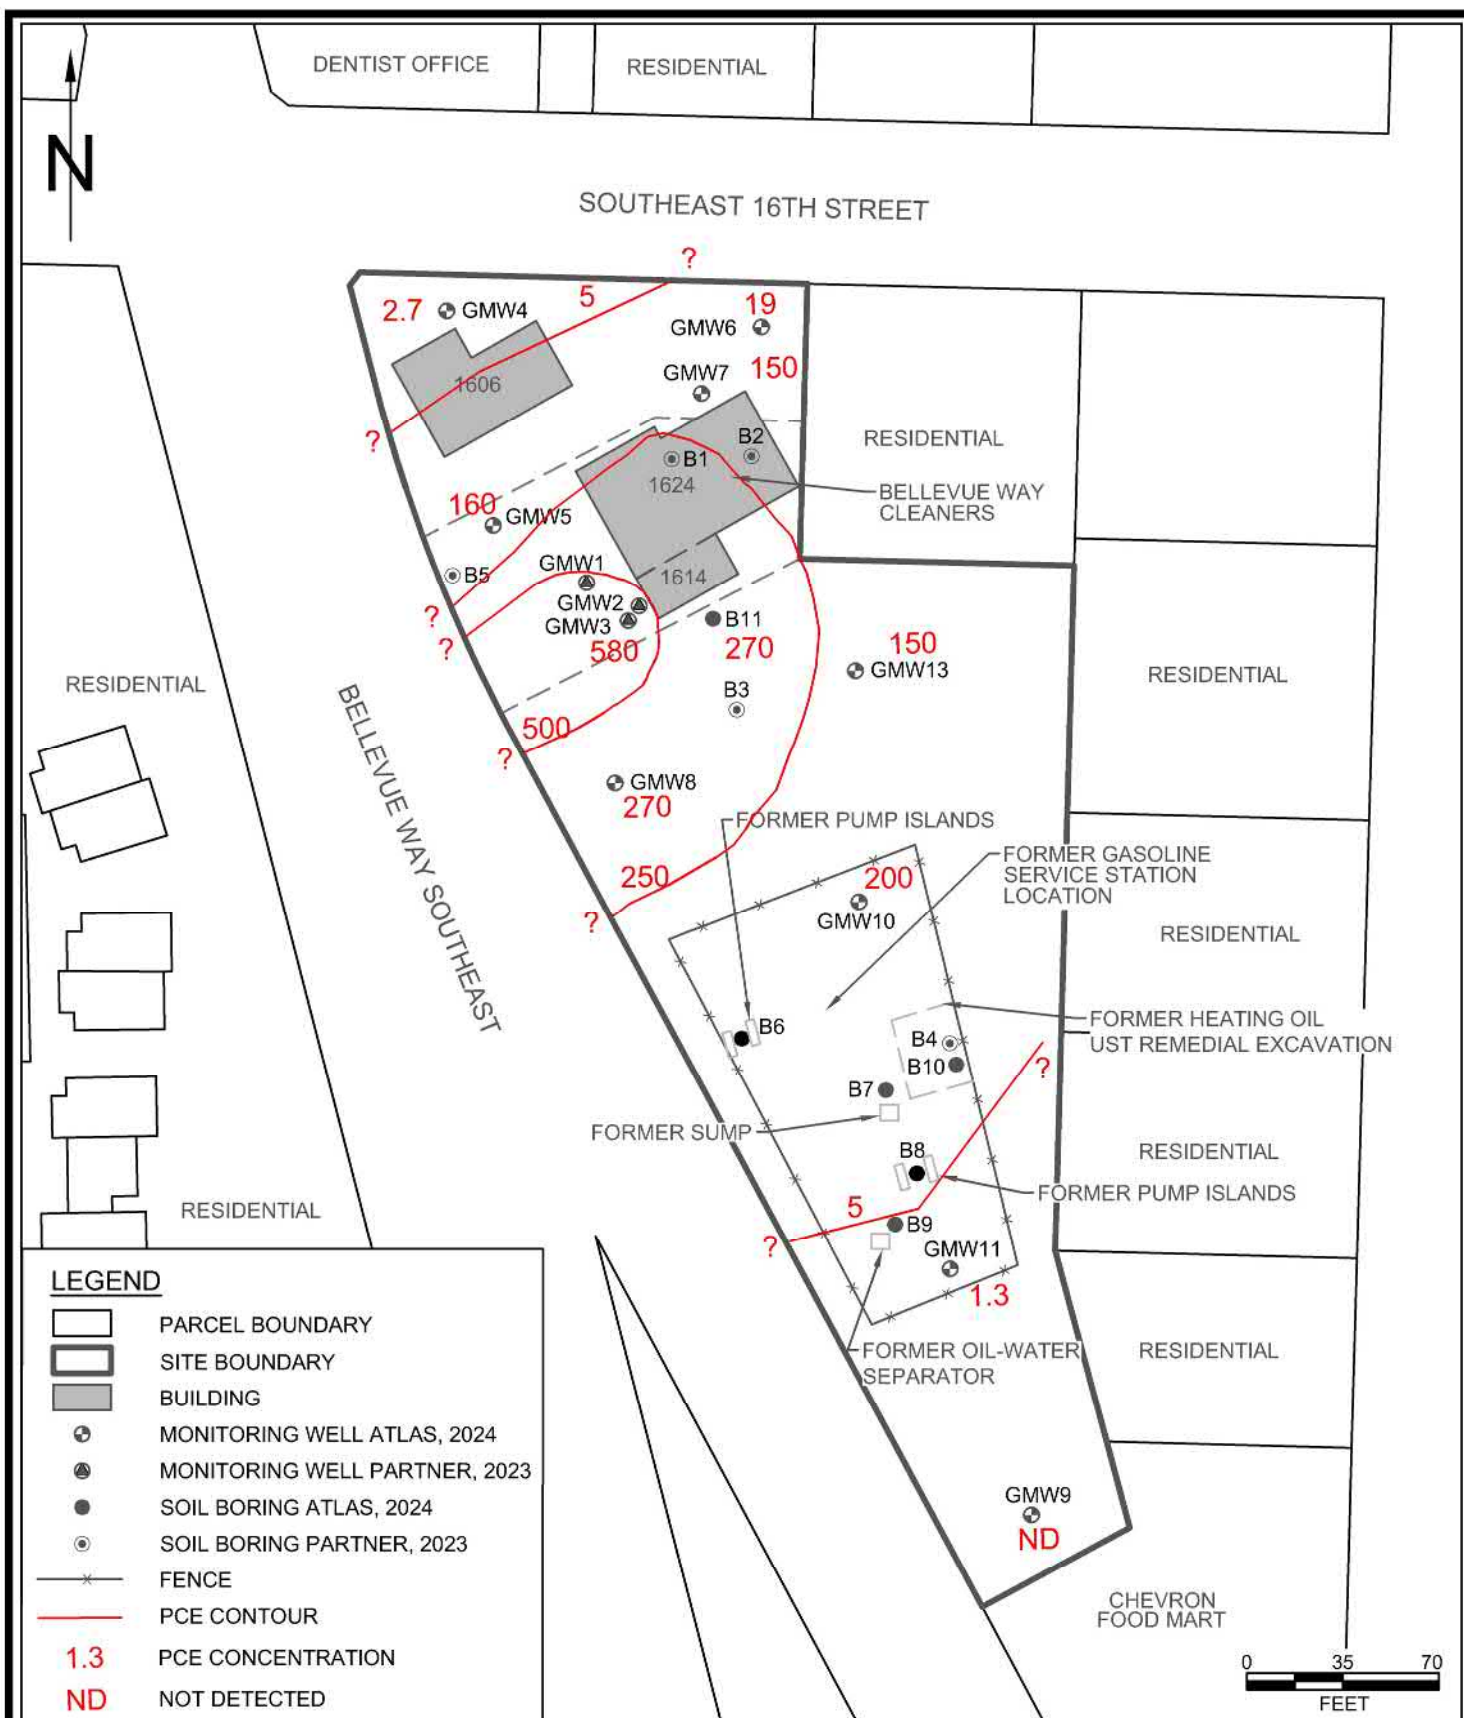 DENTIST OFFICE
RESIDENTIAL
N
SOUTHEAST 16TH STREET
?
2.7
GMW4
5
19
GMW6
150
GMW7
1606
?
RESIDENTIAL
B2
B1
1624
BELLEVUE WAY
CLEANERS
160
GMW5
GMW1
B5
1614
?
GMW2
GMW3
B11
?
580
270
150
GMW13
RESIDENTIAL
RESIDENTIAL
B3
500
?
BELLEVUE WAY SOUTHEAST
GMW8
270
FORMER PUMP ISLANDS
250
200
FORMER GASOLINE
SERVICE STATION
LOCATION
?
GMW10
RESIDENTIAL
B6
FORMER HEATING OIL
UST REMEDIAL EXCAVATION
B4
B10
?
B7
FORMER SUMP
B8
RESIDENTIAL
FORMER PUMP ISLANDS
5
B9
RESIDENTIAL
?
GMW11
1.3
FORMER OIL-WATER
SEPARATOR
RESIDENTIAL
GMW9
ND
CHEVRON
FOOD MART
0 35 70
FEET
LEGEND
PARCEL BOUNDARY
SITE BOUNDARY
BUILDING
MONITORING WELL ATLAS, 2024
MONITORING WELL PARTNER, 2023
SOIL BORING ATLAS, 2024
SOIL BORING PARTNER, 2023
FENCE
PCE CONTOUR
1.3 PCE CONCENTRATION
ND NOT DETECTED